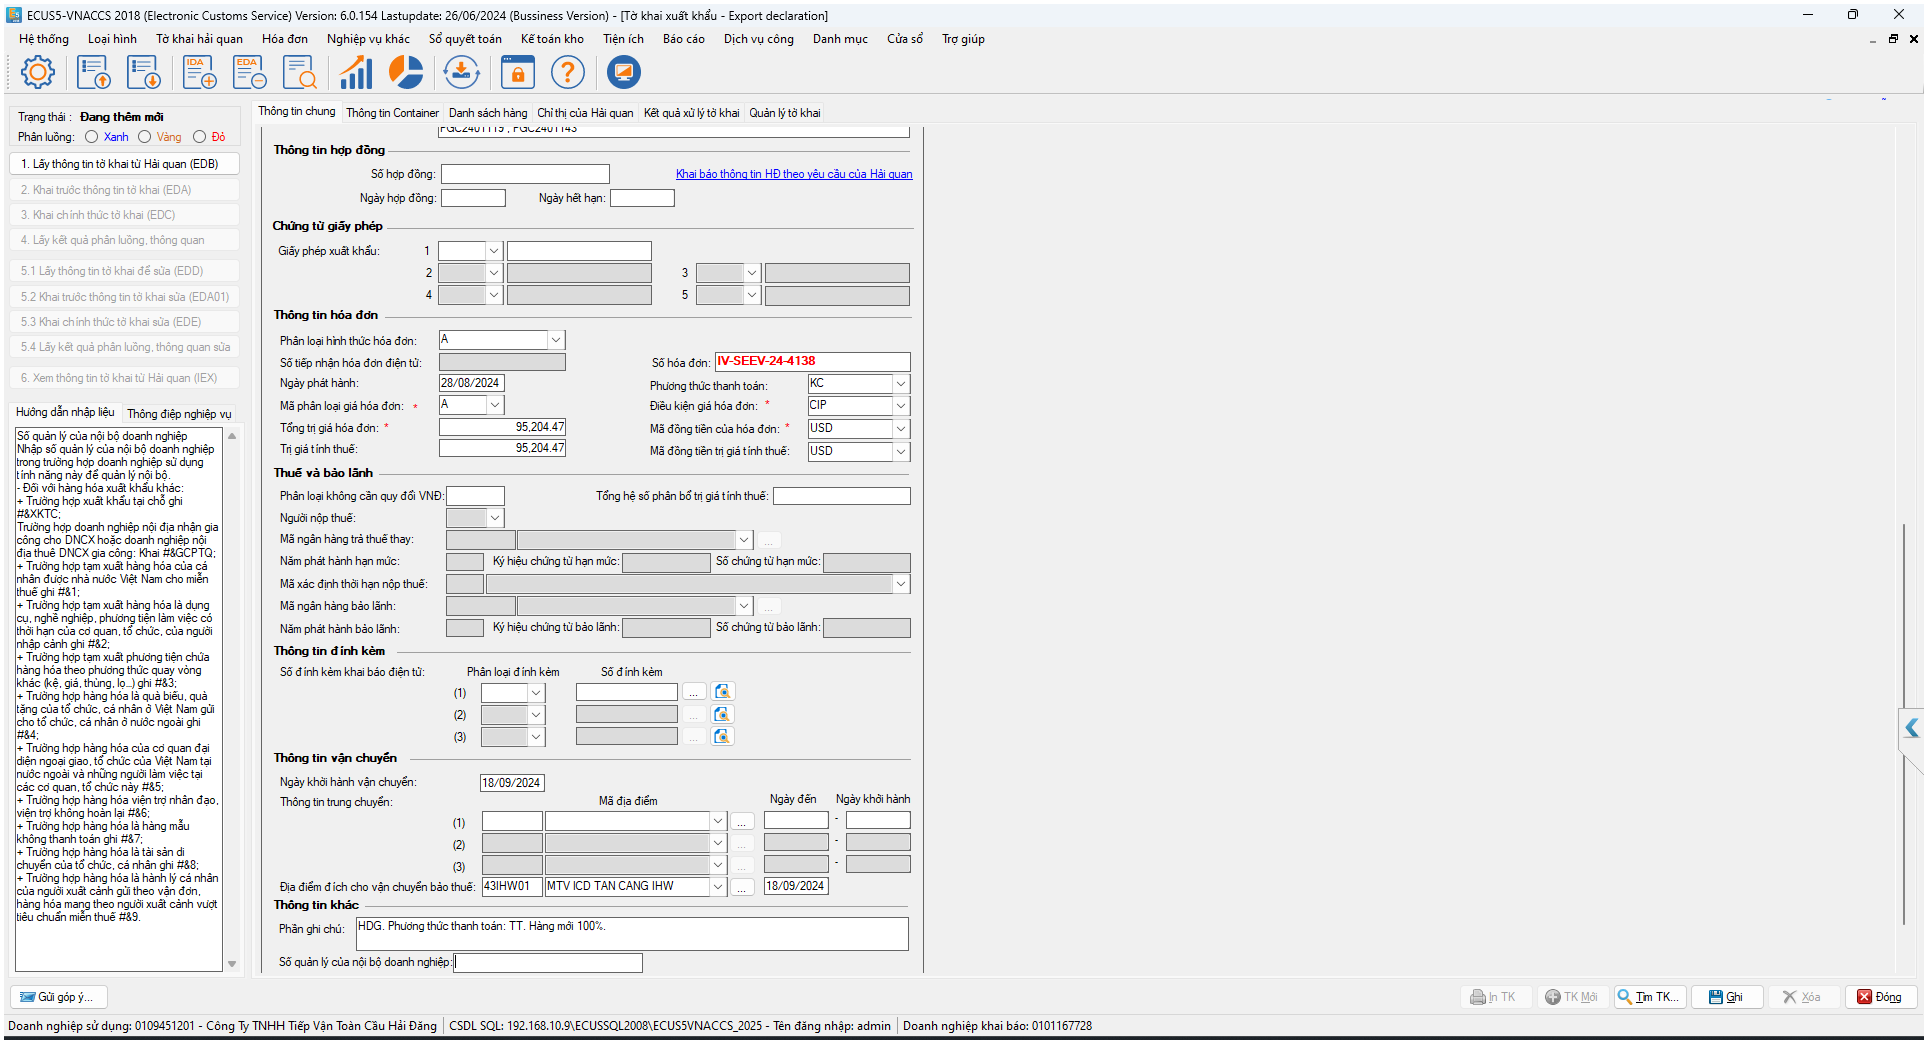 ECUS5-VNACCS 2018 (Electronic Customs Service) Version: 6.0.154 Lastupdate: 26/06/2024 (Bussiness Version) - [Tờ khai xuất khẩu - Export declaration]
Hệ thống Loại hình Tờ khai hải quan Hóa đơn Nghiệp vụ khác Sổ quyết toán Kế toán kho Tiện ích Báo cáo Dịch vụ công Danh mục Cửa sổ Trợ giúp
IDA EDA
Trạng thái : Đang thêm mới
Phân luồng: Xanh Vàng Đỏ
1. Lấy thông tin tờ khai từ Hải quan (EDB)
2. Khai trước thông tin tờ khai (EDA)
3. Khai chính thức tờ khai (EDC)
4. Lấy kết quả phân luồng, thông quan
5.1 Lấy thông tin tờ khai để sửa (EDD)
5.2 Khai trước thông tin tờ khai sửa (EDA01)
5.3 Khai chính thức tờ khai sửa (EDE)
5.4 Lấy kết quả phân luồng, thông quan sửa
6. Xem thông tin tờ khai từ Hải quan (IEX)
Hướng dẫn nhập liệu Thông điệp nghiệp vụ
Số quản lý của nội bộ doanh nghiệp
Nhập số quản lý của nội bộ doanh nghiệp
trong trường hợp doanh nghiệp sử dụng
tính năng này để quản lý nội bộ.
- Đối với hàng hóa xuất khẩu khác:
+ Trường hợp xuất khẩu tại chỗ ghi
#&XKTC;
Trường hợp doanh nghiệp nội địa nhận gia
công cho DNCX hoặc doanh nghiệp nội
địa thuê DNCX gia công: Khai #&GCPTQ;
+ Trường hợp tạm xuất hàng hóa của cá
nhân được nhà nước Việt Nam cho miễn
thuế ghi #&1;
+ Trường hợp tạm xuất hàng hóa là dụng
cụ, nghề nghiệp, phương tiện làm việc có
thời hạn của cơ quan, tổ chức, của người
nhập cảnh ghi #&2;
+ Trường hợp tạm xuất phương tiện chứa
hàng hóa theo phương thức quay vòng
khác (kệ, giá, thùng, lọ...) ghi #&3;
+ Trường hợp hàng hóa là quà biếu, quà
tặng của tổ chức, cá nhân ở Việt Nam gửi
cho tổ chức, cá nhân ở nước ngoài ghi
#&4;
+ Trường hợp hàng hóa của cơ quan đại
diện ngoại giao, tổ chức của Việt Nam tại
nước ngoài và những người làm việc tại
các cơ quan, tổ chức này #&5;
+ Trường hợp hàng hóa viện trợ nhân đạo,
viện trợ không hoàn lại #&6;
+ Trường hợp hàng hóa là hàng mẫu
không thanh toán ghi #&7;
+ Trường hợp hàng hóa là tài sản di
chuyển của tổ chức, cá nhân ghi #&8;
+ Trường hợp hàng hóa là hành lý cá nhân
của người xuất cảnh gửi theo vận đơn,
hàng hóa mang theo người xuất cảnh vượt
tiêu chuẩn miễn thuế #&9.
Thông tin chung Thông tin Container Danh sách hàng Chỉ thị của Hải quan Kết quả xử lý tờ khai Quản lý tờ khai
FGC2401119 ; FGC2401143
Thông tin hợp đồng
Số hợp đồng: Khai báo thông tin HĐ theo yêu cầu của Hải quan
Ngày hợp đồng: Ngày hết hạn:
Chứng từ giấy phép
Giấy phép xuất khẩu: 1
2 3
4 5
Thông tin hóa đơn
Phân loại hình thức hóa đơn: A
Số tiếp nhận hóa đơn điện tử: Số hóa đơn: IV-SEEV-24-4138
Ngày phát hành: 28/08/2024 Phương thức thanh toán: KC
Mã phân loại giá hóa đơn: * A Điều kiện giá hóa đơn: * CIP
Tổng trị giá hóa đơn: * 95,204.47 Mã đồng tiền của hóa đơn: * USD
Trị giá tính thuế: 95,204.47 Mã đồng tiền trị giá tính thuế: USD
Thuế và bảo lãnh
Phân loại không cần quy đổi VNĐ: Tổng hệ số phân bổ trị giá tính thuế:
Người nộp thuế:
Mã ngân hàng trả thuế thay: ...
Năm phát hành hạn mức: Ký hiệu chứng từ hạn mức: Số chứng từ hạn mức:
Mã xác định thời hạn nộp thuế:
Mã ngân hàng bảo lãnh: ...
Năm phát hành bảo lãnh: Ký hiệu chứng từ bảo lãnh: Số chứng từ bảo lãnh:
Thông tin đính kèm
Số đính kèm khai báo điện tử: Phân loại đính kèm Số đính kèm
(1) ...
(2) ...
(3) ...
Thông tin vận chuyển
Ngày khởi hành vận chuyển: 18/09/2024
Thông tin trung chuyển: Mã địa điểm Ngày đến Ngày khởi hành
(1) ... -
(2) ... -
(3) ... -
Địa điểm đích cho vận chuyển bảo thuế: 43IHW01 MTV ICD TAN CANG IHW ... 18/09/2024
Thông tin khác
Phần ghi chú: HDG. Phương thức thanh toán: TT. Hàng mới 100%.
Số quản lý của nội bộ doanh nghiệp:
Gửi góp ý... In TK TK Mới Tìm TK... Ghi Xóa Đóng
Doanh nghiệp sử dụng: 0109451201 - Công Ty TNHH Tiếp Vận Toàn Cầu Hải Đăng CSDL SQL: 192.168.10.9\ECUSSQL2008\ECUS5VNACCS_2025 - Tên đăng nhập: admin Doanh nghiệp khai báo: 0101167728